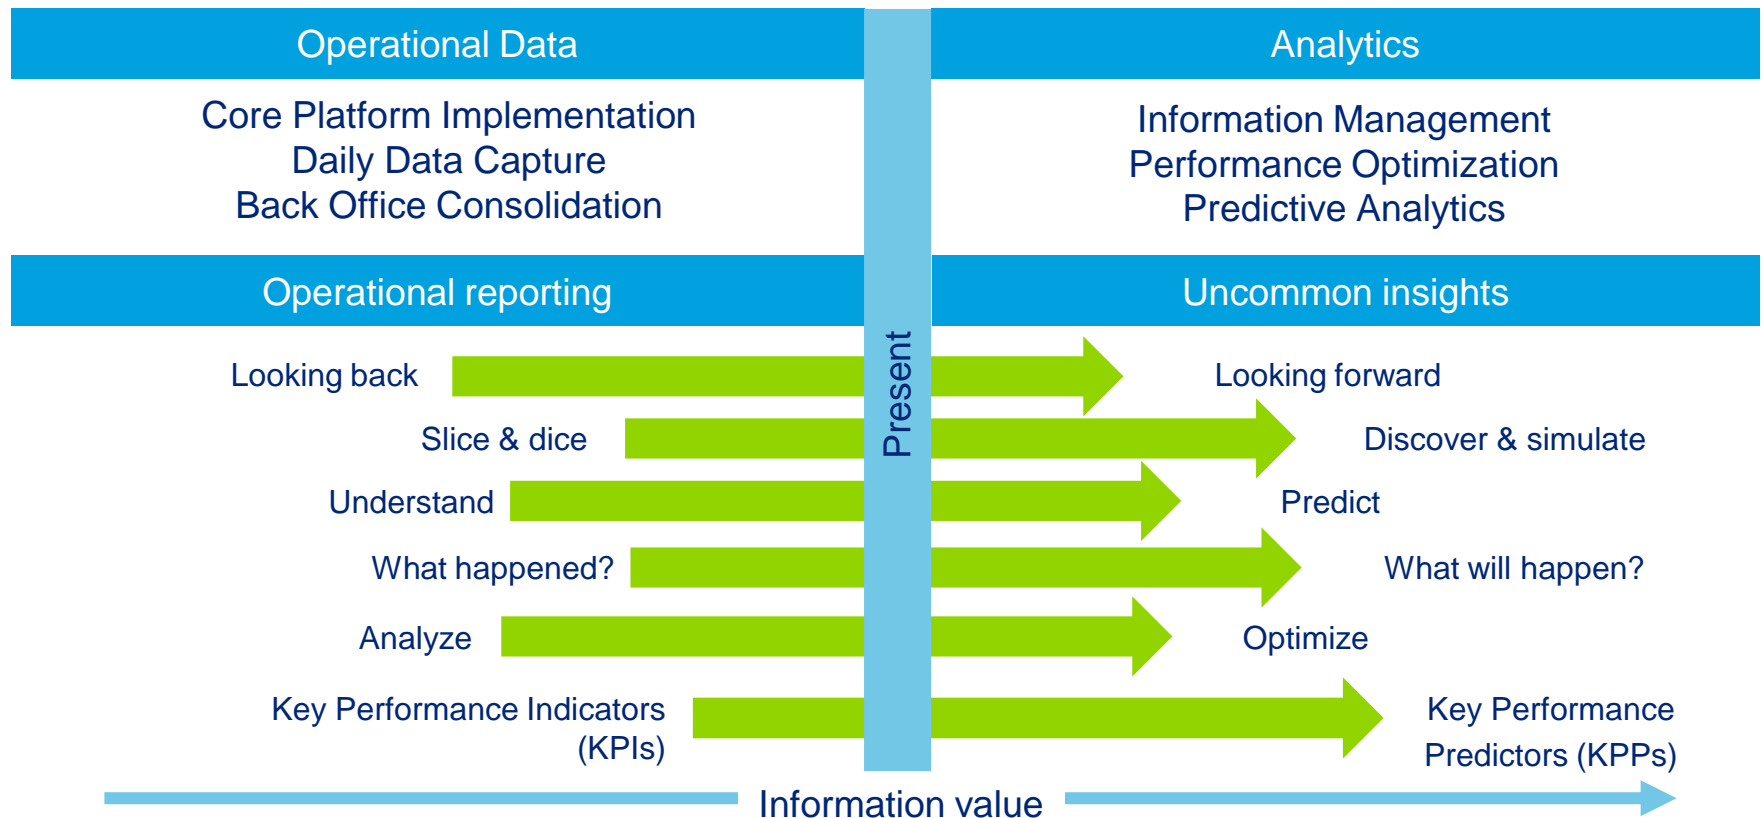 Operational Data
Analytics
Core Platform Implementation
Daily Data Capture
Back Office Consolidation
Information Management
Performance Optimization
Predictive Analytics
Operational reporting
Uncommon insights
Present
Looking back
Looking forward
Slice & dice
Discover & simulate
Understand
Predict
What happened?
What will happen?
Analyze
Optimize
Key Performance Indicators
(KPIs)
Key Performance
Predictors (KPPs)
Information value